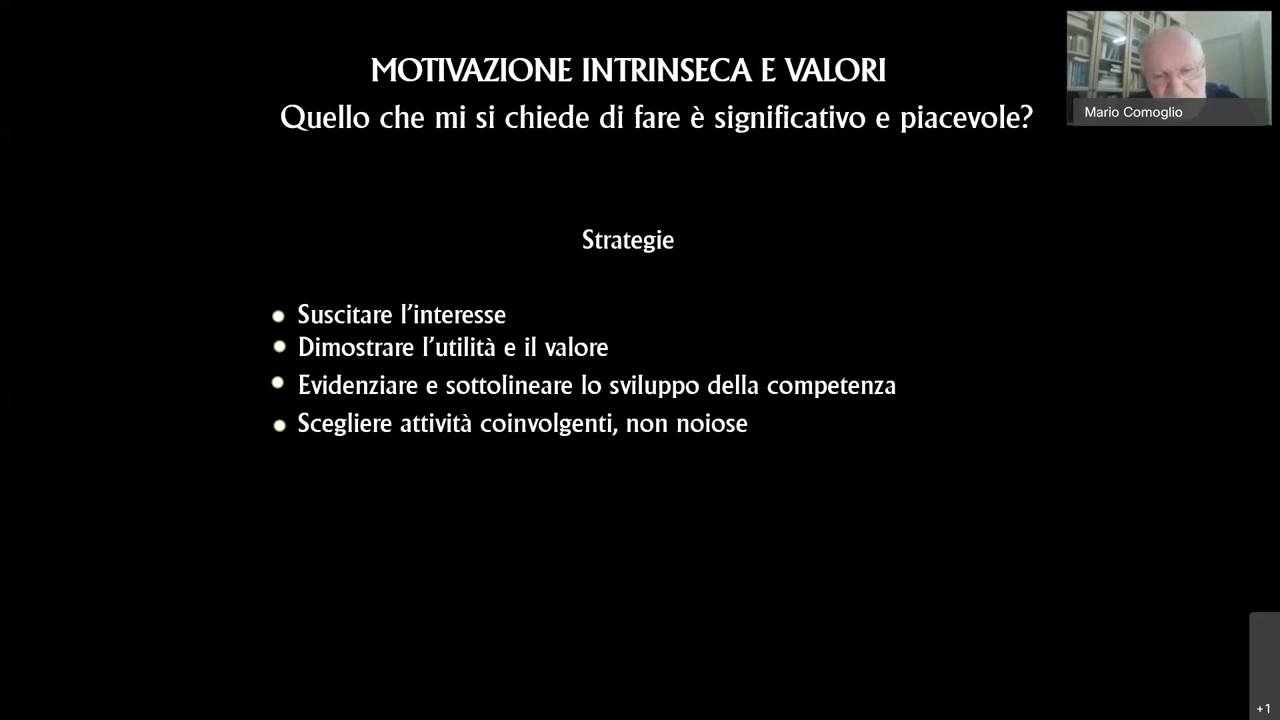 MOTIVAZIONE INTRINSECA E VALORI
Quello che mi si chiede di fare è significativo e piacevole?
Mario Comoglio
Strategie
Suscitare l’interesse
Dimostrare l’utilità e il valore
Evidenziare e sottolineare lo sviluppo della competenza
Scegliere attività coinvolgenti, non noiose
+1